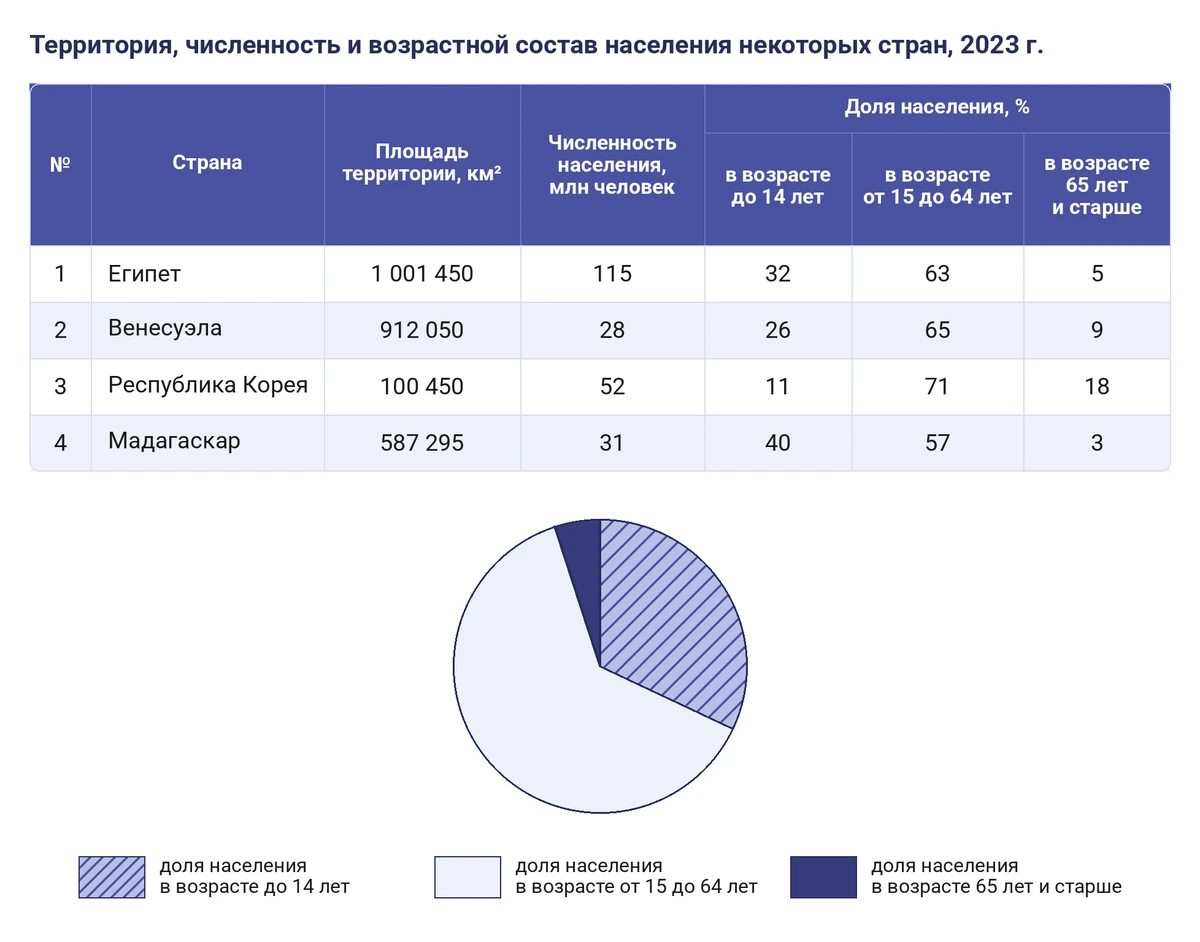 Территория, численность и возрастной состав населения некоторых стран, 2023 г.
№
Страна
Площадь
территории, км²
Численность
населения,
млн человек
Доля населения, %
в возрасте
до 14 лет
в возрасте
от 15 до 64 лет
в возрасте
65 лет
и старше
1 Египет 1 001 450 115 32 63 5
2 Венесуэла 912 050 28 26 65 9
3 Республика Корея 100 450 52 11 71 18
4 Мадагаскар 587 295 31 40 57 3
доля населения
в возрасте до 14 лет
доля населения
в возрасте от 15 до 64 лет
доля населения
в возрасте 65 лет и старше